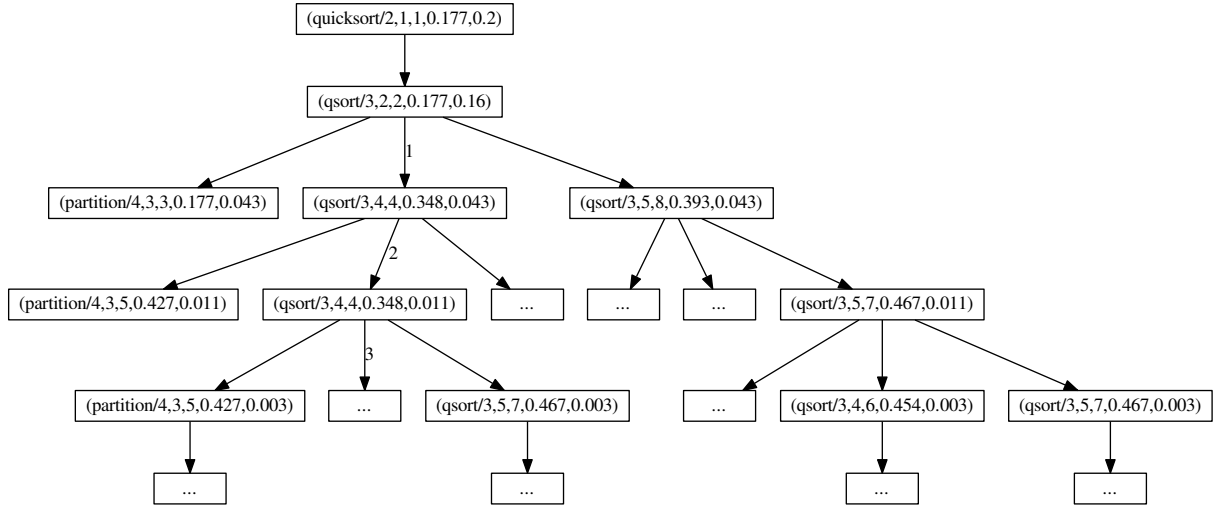 (quicksort/2,1,1,0.177,0.2)
(qsort/3,2,2,0.177,0.16)
1
(partition/4,3,3,0.177,0.043)
(qsort/3,4,4,0.348,0.043)
(qsort/3,5,8,0.393,0.043)
2
(partition/4,3,5,0.427,0.011)
(qsort/3,4,4,0.348,0.011)
...
...
...
(qsort/3,5,7,0.467,0.011)
3
(partition/4,3,5,0.427,0.003)
...
(qsort/3,5,7,0.467,0.003)
...
(qsort/3,4,6,0.454,0.003)
(qsort/3,5,7,0.467,0.003)
...
...
...
...